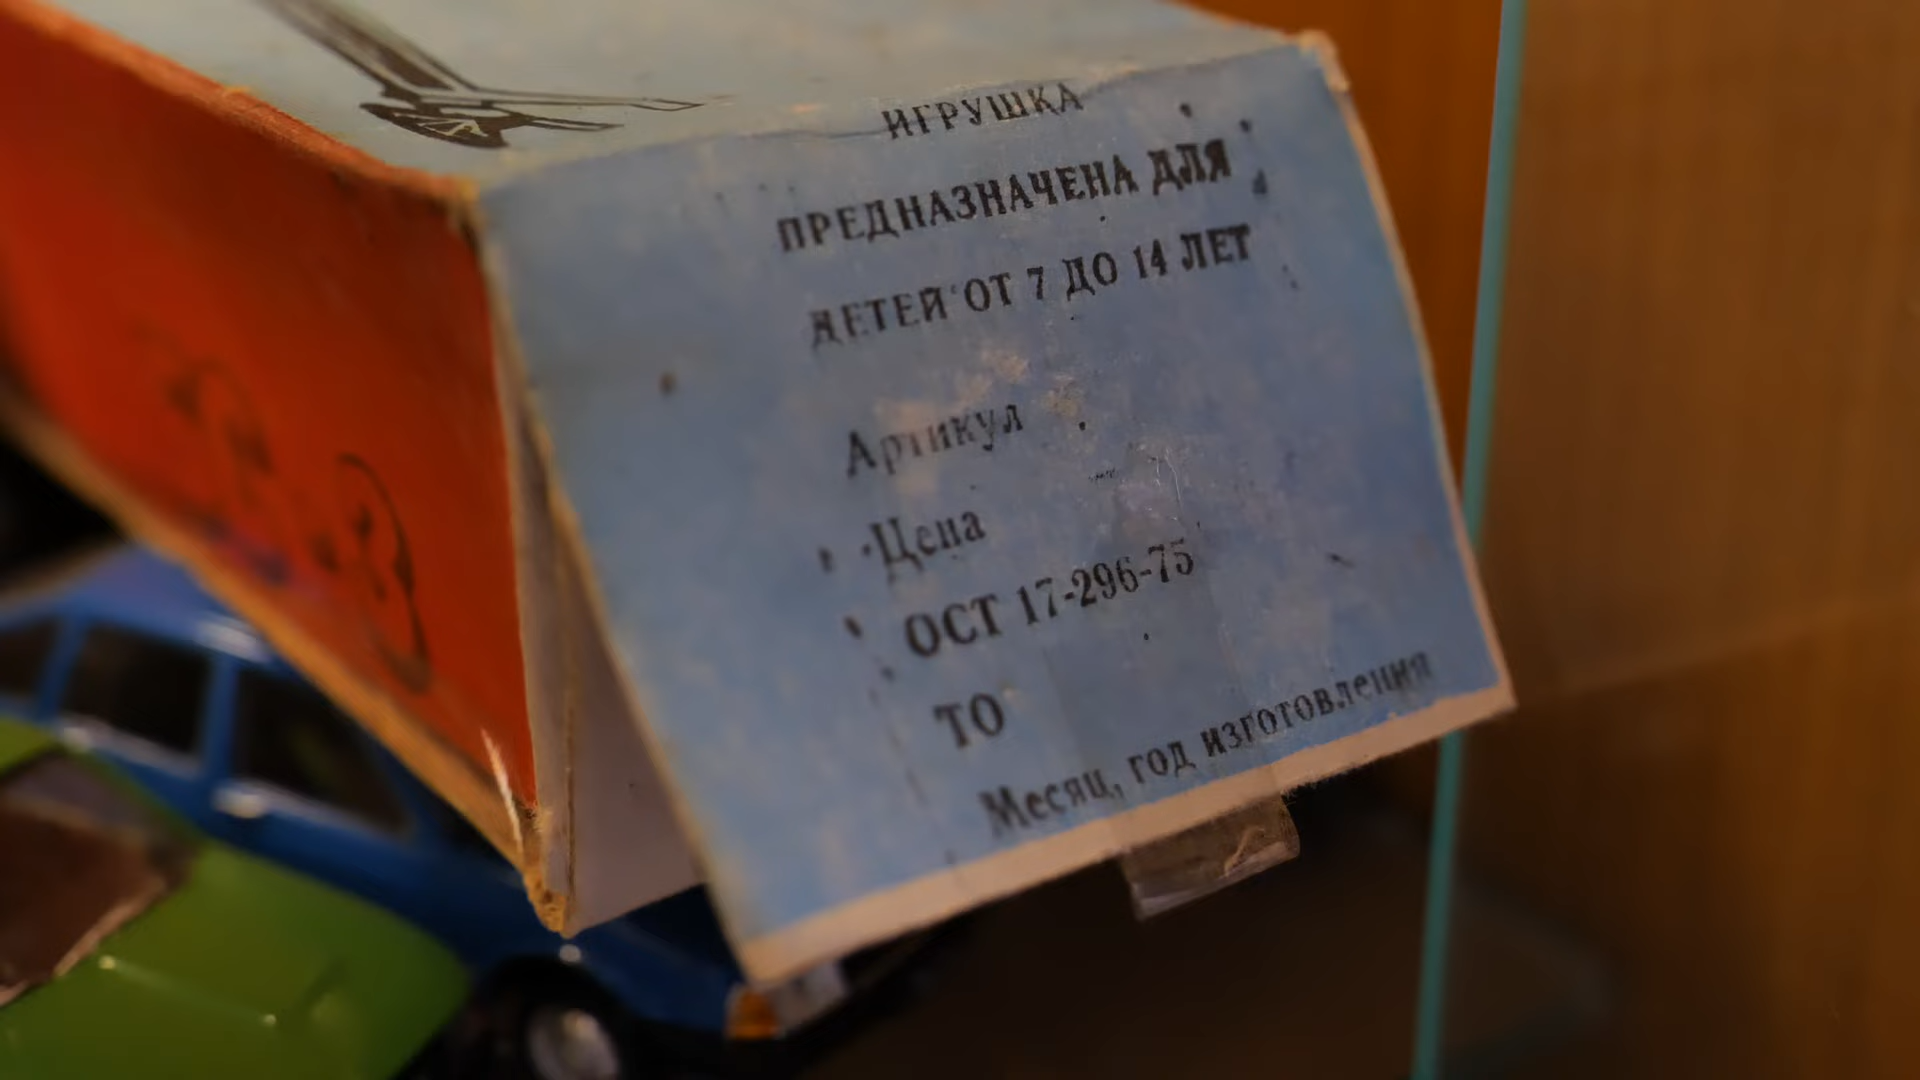 ИГРУШКА
ПРЕДНАЗНАЧЕНА ДЛЯ
ДЕТЕЙ ОТ 7 ДО 14 ЛЕТ
Артикул
Цена
ОСТ 17-296-75
ТО
Месяц, год изготовления